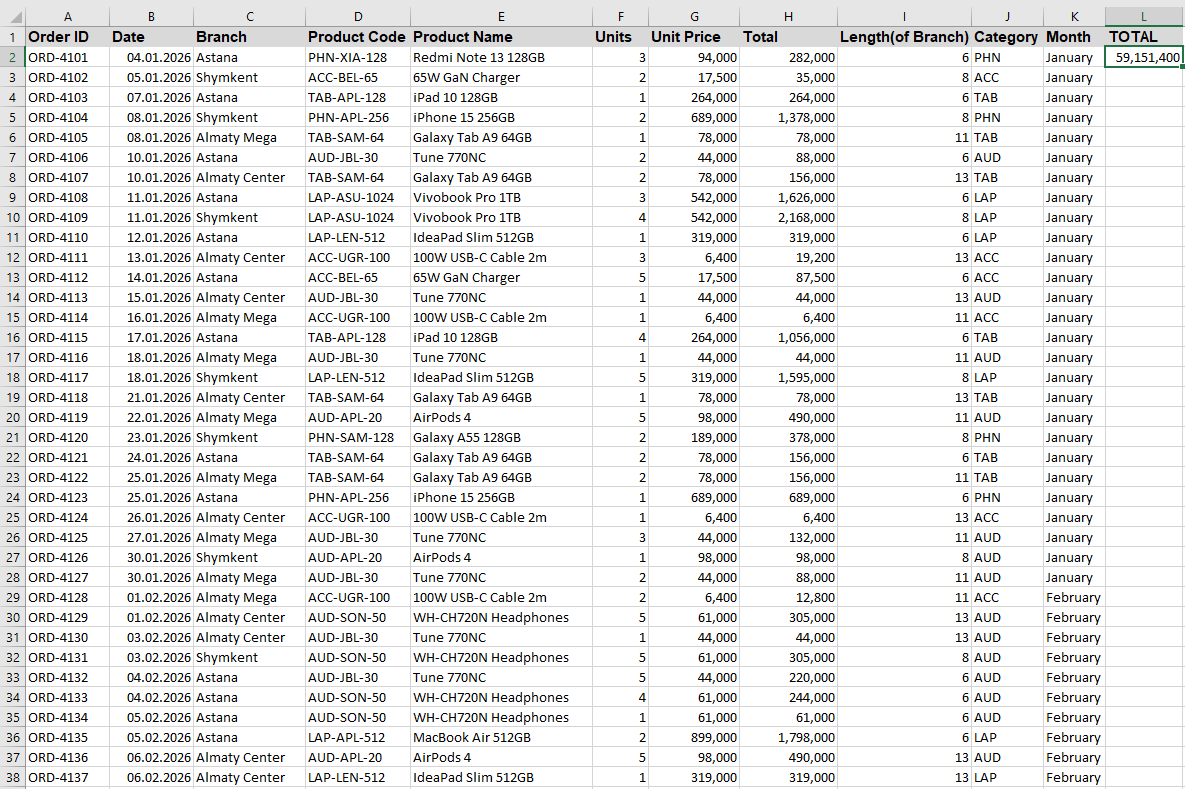 A B C D E F G H I J K L
1 Order ID Date Branch Product Code Product Name Units Unit Price Total Length(of Branch) Category Month TOTAL
2 ORD-4101 04.01.2026 Astana PHN-XIA-128 Redmi Note 13 128GB 3 94,000 282,000 6 PHN January 59,151,400
3 ORD-4102 05.01.2026 Shymkent ACC-BEL-65 65W GaN Charger 2 17,500 35,000 8 ACC January
4 ORD-4103 07.01.2026 Astana TAB-APL-128 iPad 10 128GB 1 264,000 264,000 6 TAB January
5 ORD-4104 08.01.2026 Shymkent PHN-APL-256 iPhone 15 256GB 2 689,000 1,378,000 8 PHN January
6 ORD-4105 08.01.2026 Almaty Mega TAB-SAM-64 Galaxy Tab A9 64GB 1 78,000 78,000 11 TAB January
7 ORD-4106 10.01.2026 Astana AUD-JBL-30 Tune 770NC 2 44,000 88,000 6 AUD January
8 ORD-4107 10.01.2026 Almaty Center TAB-SAM-64 Galaxy Tab A9 64GB 2 78,000 156,000 13 TAB January
9 ORD-4108 11.01.2026 Astana LAP-ASU-1024 Vivobook Pro 1TB 3 542,000 1,626,000 6 LAP January
10 ORD-4109 11.01.2026 Shymkent LAP-ASU-1024 Vivobook Pro 1TB 4 542,000 2,168,000 8 LAP January
11 ORD-4110 12.01.2026 Astana LAP-LEN-512 IdeaPad Slim 512GB 1 319,000 319,000 6 LAP January
12 ORD-4111 13.01.2026 Almaty Center ACC-UGR-100 100W USB-C Cable 2m 3 6,400 19,200 13 ACC January
13 ORD-4112 14.01.2026 Astana ACC-BEL-65 65W GaN Charger 5 17,500 87,500 6 ACC January
14 ORD-4113 15.01.2026 Almaty Center AUD-JBL-30 Tune 770NC 1 44,000 44,000 13 AUD January
15 ORD-4114 16.01.2026 Almaty Mega ACC-UGR-100 100W USB-C Cable 2m 1 6,400 6,400 11 ACC January
16 ORD-4115 17.01.2026 Astana TAB-APL-128 iPad 10 128GB 4 264,000 1,056,000 6 TAB January
17 ORD-4116 18.01.2026 Almaty Mega AUD-JBL-30 Tune 770NC 1 44,000 44,000 11 AUD January
18 ORD-4117 18.01.2026 Shymkent LAP-LEN-512 IdeaPad Slim 512GB 5 319,000 1,595,000 8 LAP January
19 ORD-4118 21.01.2026 Almaty Center TAB-SAM-64 Galaxy Tab A9 64GB 1 78,000 78,000 13 TAB January
20 ORD-4119 22.01.2026 Almaty Mega AUD-APL-20 AirPods 4 5 98,000 490,000 11 AUD January
21 ORD-4120 23.01.2026 Shymkent PHN-SAM-128 Galaxy A55 128GB 2 189,000 378,000 8 PHN January
22 ORD-4121 24.01.2026 Astana TAB-SAM-64 Galaxy Tab A9 64GB 2 78,000 156,000 6 TAB January
23 ORD-4122 25.01.2026 Almaty Mega TAB-SAM-64 Galaxy Tab A9 64GB 2 78,000 156,000 11 TAB January
24 ORD-4123 25.01.2026 Astana PHN-APL-256 iPhone 15 256GB 1 689,000 689,000 6 PHN January
25 ORD-4124 26.01.2026 Almaty Center ACC-UGR-100 100W USB-C Cable 2m 1 6,400 6,400 13 ACC January
26 ORD-4125 27.01.2026 Almaty Mega AUD-JBL-30 Tune 770NC 3 44,000 132,000 11 AUD January
27 ORD-4126 30.01.2026 Shymkent AUD-APL-20 AirPods 4 1 98,000 98,000 8 AUD January
28 ORD-4127 30.01.2026 Almaty Mega AUD-JBL-30 Tune 770NC 2 44,000 88,000 11 AUD January
29 ORD-4128 01.02.2026 Almaty Mega ACC-UGR-100 100W USB-C Cable 2m 2 6,400 12,800 11 ACC February
30 ORD-4129 01.02.2026 Almaty Center AUD-SON-50 WH-CH720N Headphones 5 61,000 305,000 13 AUD February
31 ORD-4130 03.02.2026 Almaty Center AUD-JBL-30 Tune 770NC 1 44,000 44,000 13 AUD February
32 ORD-4131 03.02.2026 Shymkent AUD-SON-50 WH-CH720N Headphones 5 61,000 305,000 8 AUD February
33 ORD-4132 04.02.2026 Astana AUD-JBL-30 Tune 770NC 5 44,000 220,000 6 AUD February
34 ORD-4133 04.02.2026 Astana AUD-SON-50 WH-CH720N Headphones 4 61,000 244,000 6 AUD February
35 ORD-4134 05.02.2026 Astana AUD-SON-50 WH-CH720N Headphones 1 61,000 61,000 6 AUD February
36 ORD-4135 05.02.2026 Astana LAP-APL-512 MacBook Air 512GB 2 899,000 1,798,000 6 LAP February
37 ORD-4136 06.02.2026 Almaty Center AUD-APL-20 AirPods 4 5 98,000 490,000 13 AUD February
38 ORD-4137 06.02.2026 Almaty Center LAP-LEN-512 IdeaPad Slim 512GB 1 319,000 319,000 13 LAP February